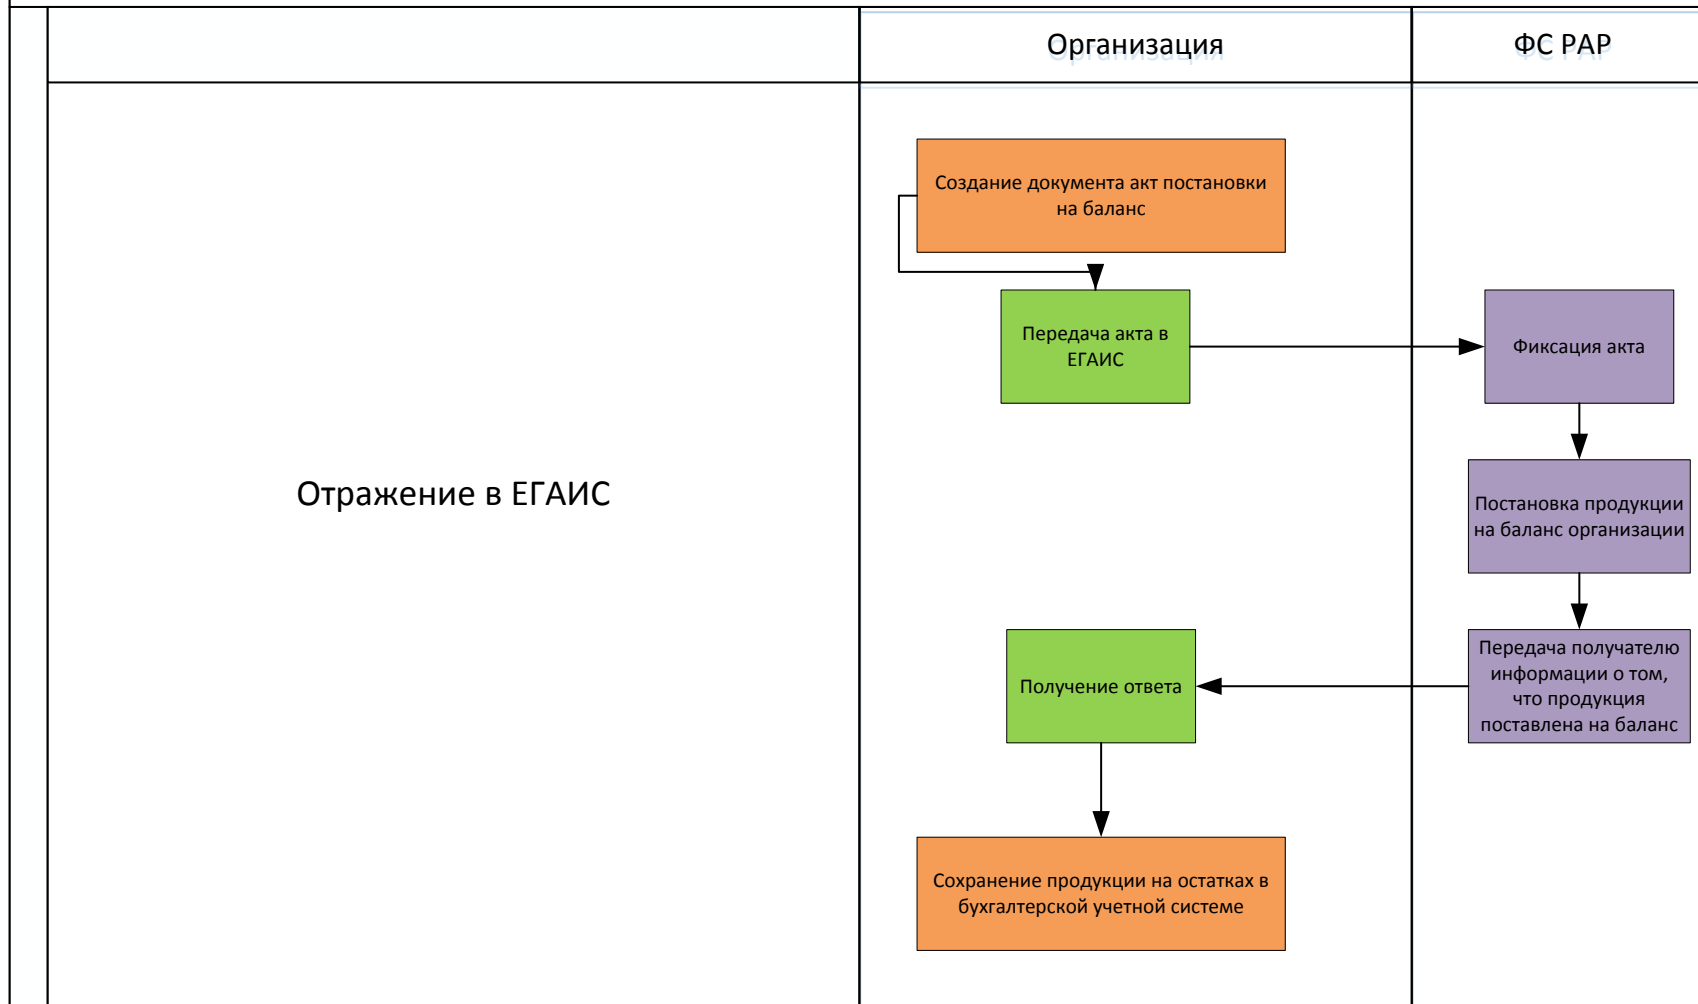 Организация
ФС РАР
Создание документа акт постановки
на баланс
Передача акта в
ЕГАИС
Фиксация акта
Отражение в ЕГАИС
Постановка продукции
на баланс организации
Передача получателю
информации о том,
что продукция
поставлена на баланс
Получение ответа
Сохранение продукции на остатках в
бухгалтерской учетной системе